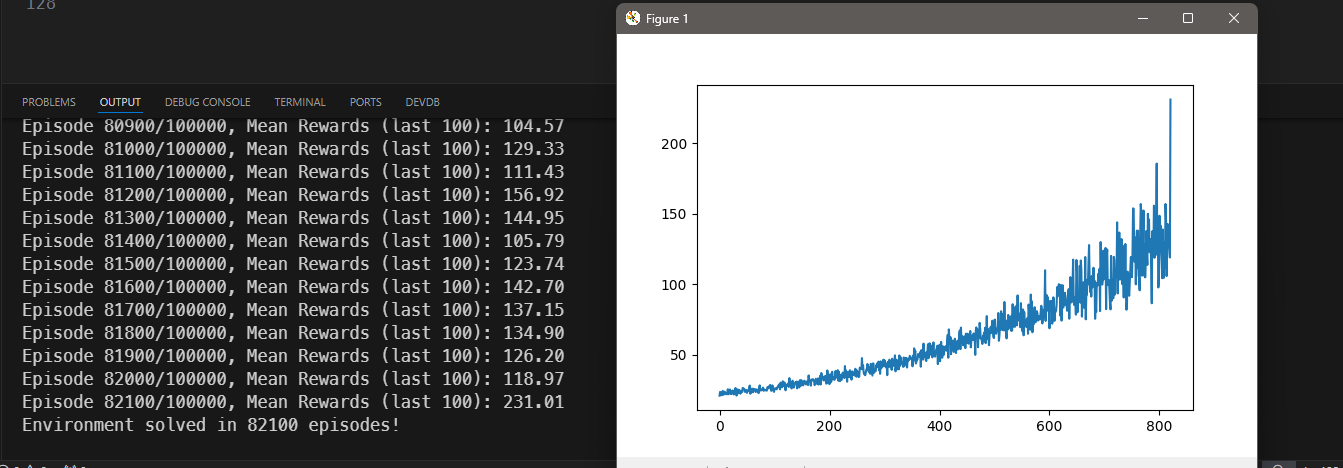 128
Figure 1
PROBLEMS OUTPUT DEBUG CONSOLE TERMINAL PORTS DEVDB
Episode 80900/100000, Mean Rewards (last 100): 104.57
Episode 81000/100000, Mean Rewards (last 100): 129.33
Episode 81100/100000, Mean Rewards (last 100): 111.43
Episode 81200/100000, Mean Rewards (last 100): 156.92
Episode 81300/100000, Mean Rewards (last 100): 144.95
Episode 81400/100000, Mean Rewards (last 100): 105.79
Episode 81500/100000, Mean Rewards (last 100): 123.74
Episode 81600/100000, Mean Rewards (last 100): 142.70
Episode 81700/100000, Mean Rewards (last 100): 137.15
Episode 81800/100000, Mean Rewards (last 100): 134.90
Episode 81900/100000, Mean Rewards (last 100): 126.20
Episode 82000/100000, Mean Rewards (last 100): 118.97
Episode 82100/100000, Mean Rewards (last 100): 231.01
Environment solved in 82100 episodes!
200
150
100
50
0 200 400 600 800